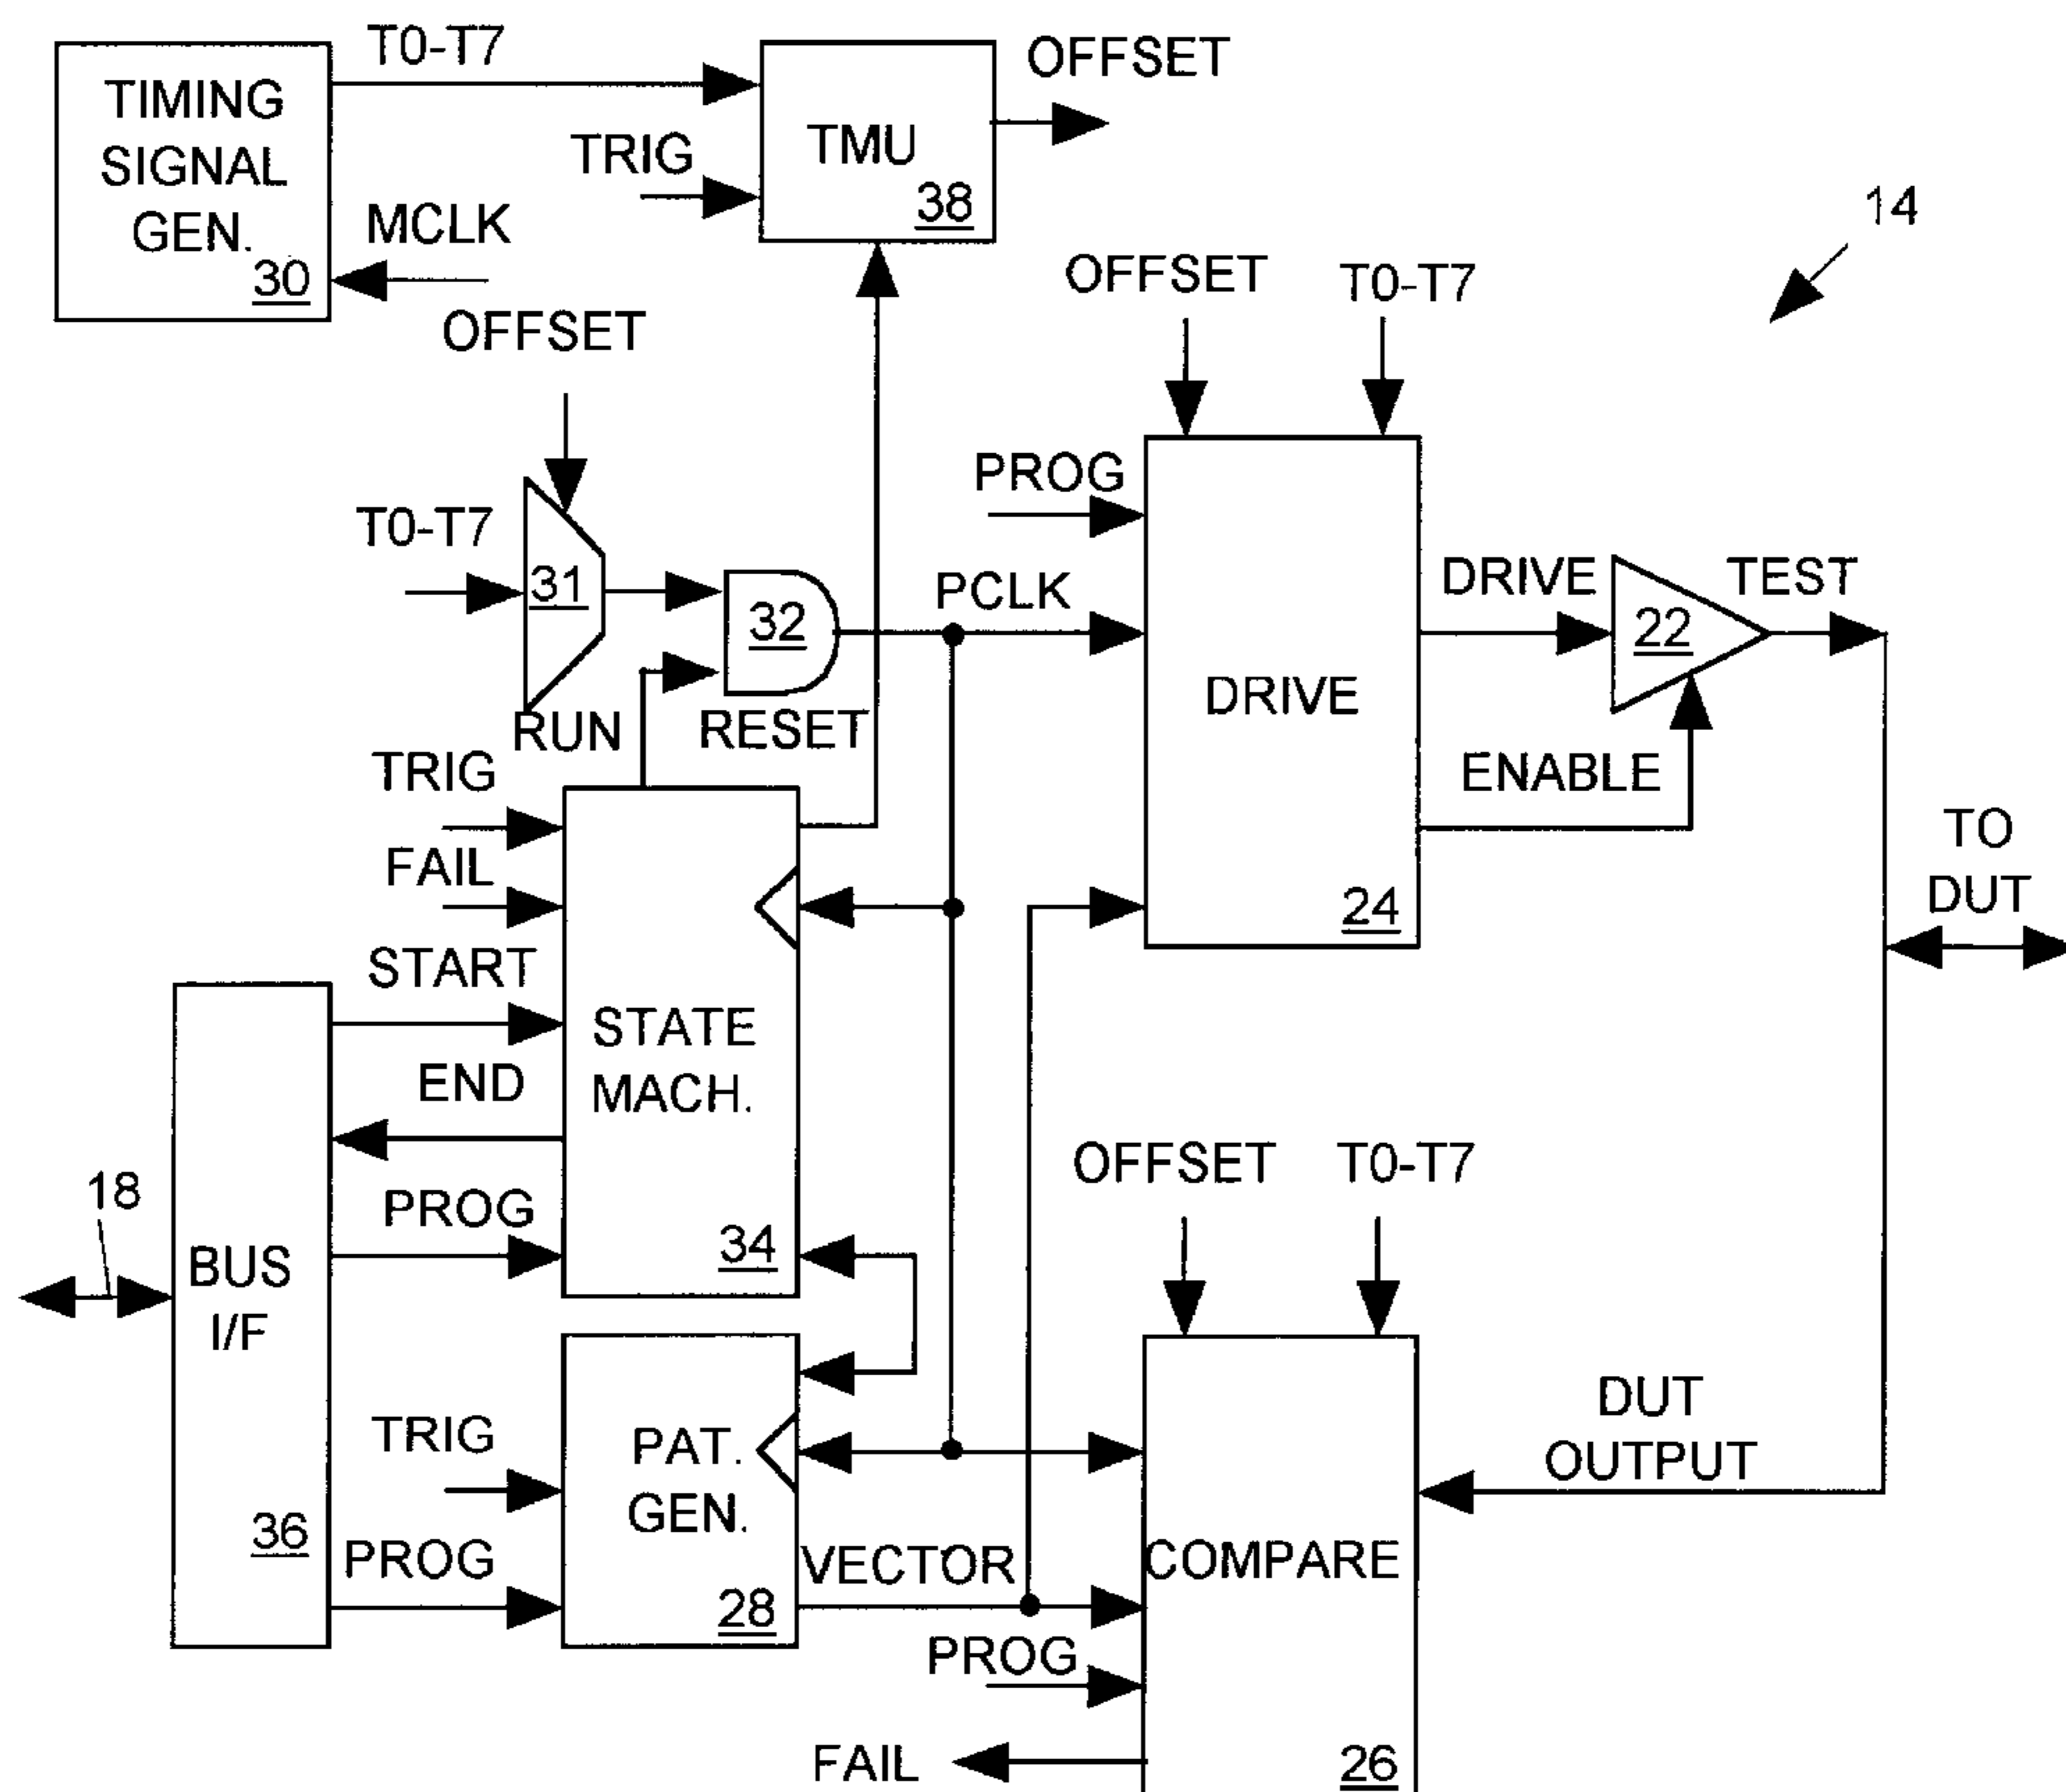 T0-T7
OFFSET
TIMING
SIGNAL
GEN.
30
TRIG
TMU
38
MCLK
14
OFFSET
OFFSET
T0-T7
PROG
T0-T7
31
32
PCLK
DRIVE
TEST
22
RUN
RESET
DRIVE
ENABLE
TRIG
FAIL
24
TO
DUT
START
STATE
MACH.
END
OFFSET
T0-T7
18
PROG
34
BUS
I/F
36
DUT
OUTPUT
TRIG
PAT.
GEN.
PROG
28
VECTOR
COMPARE
PROG
FAIL
26